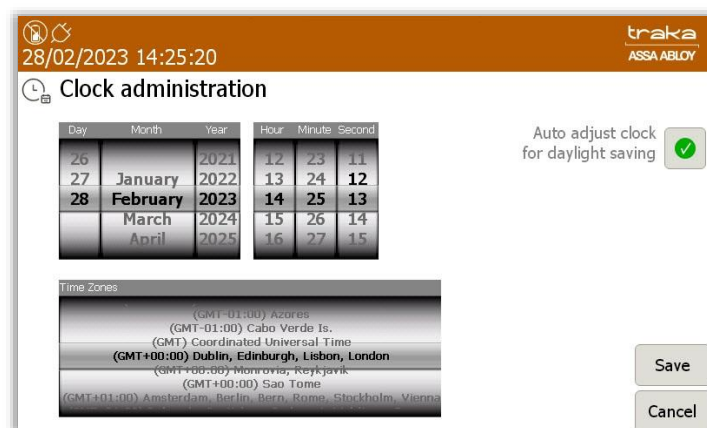 traka
28/02/2023 14:25:20
ASSA ABLOY
Clock administration
Day Month Year Hour Minute Second
26 2021 12 23 11
27 January 2022 13 24 12
28 February 2023 14 25 13
March 2024 15 26 14
April 2025 16 27 15
Auto adjust clock
for daylight saving
Time Zones
(GMT-01:00) Azores
(GMT-01:00) Cabo Verde Is.
(GMT) Coordinated Universal Time
(GMT+00:00) Dublin, Edinburgh, Lisbon, London
(GMT+00:00) Monrovia, Reykjavik
(GMT+00:00) Sao Tome
(GMT+01:00) Amsterdam, Berlin, Bern, Rome, Stockholm, Vienna
Save
Cancel